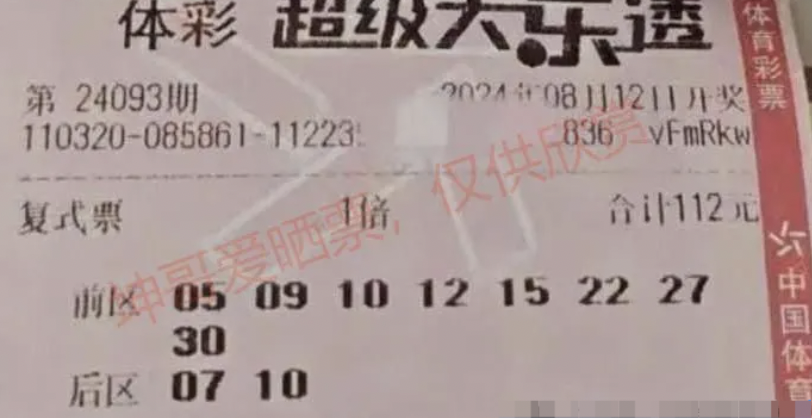 体彩 超级大乐透
第 24093期 2024年08月12日开奖
110320-085861-11223 836 vFmRkw
复式票 1倍 合计112元
前区 05 09 10 12 15 22 27
30
后区 07 10
坤哥爱晒票，仅供欣赏
体育彩票
中国体育